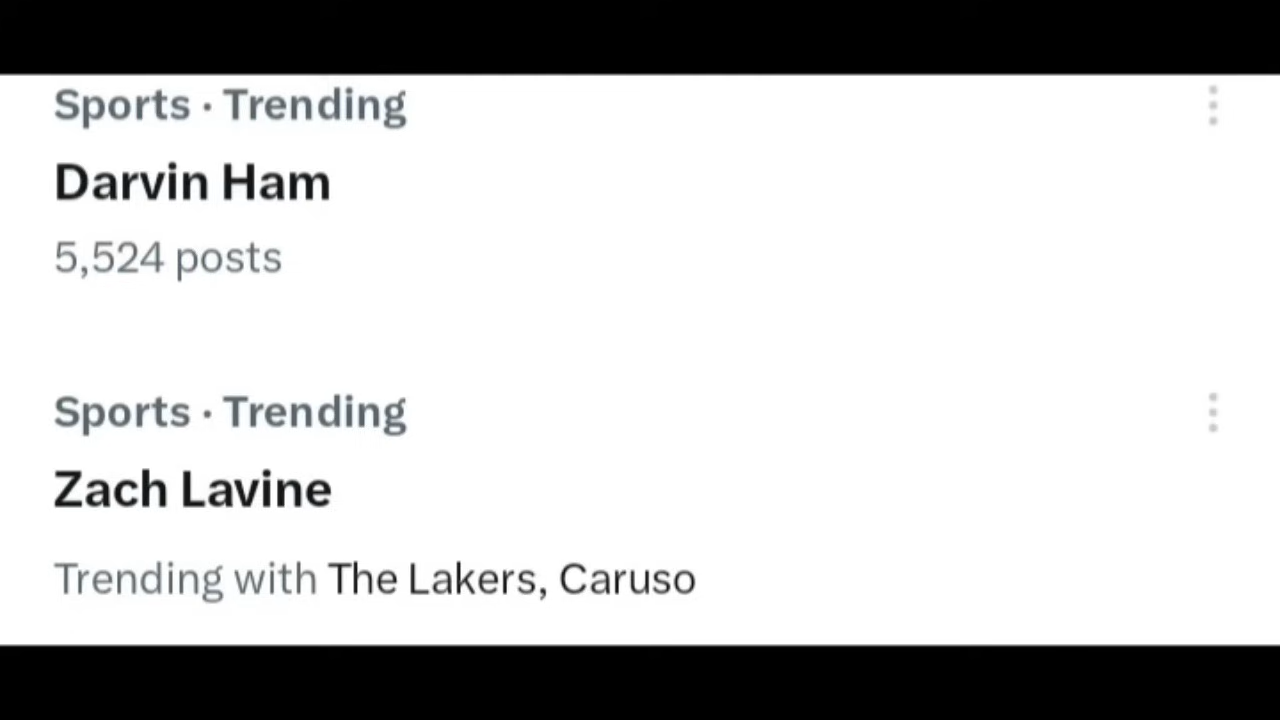 Sports · Trending
Darvin Ham
5,524 posts
Sports · Trending
Zach Lavine
Trending with The Lakers, Caruso